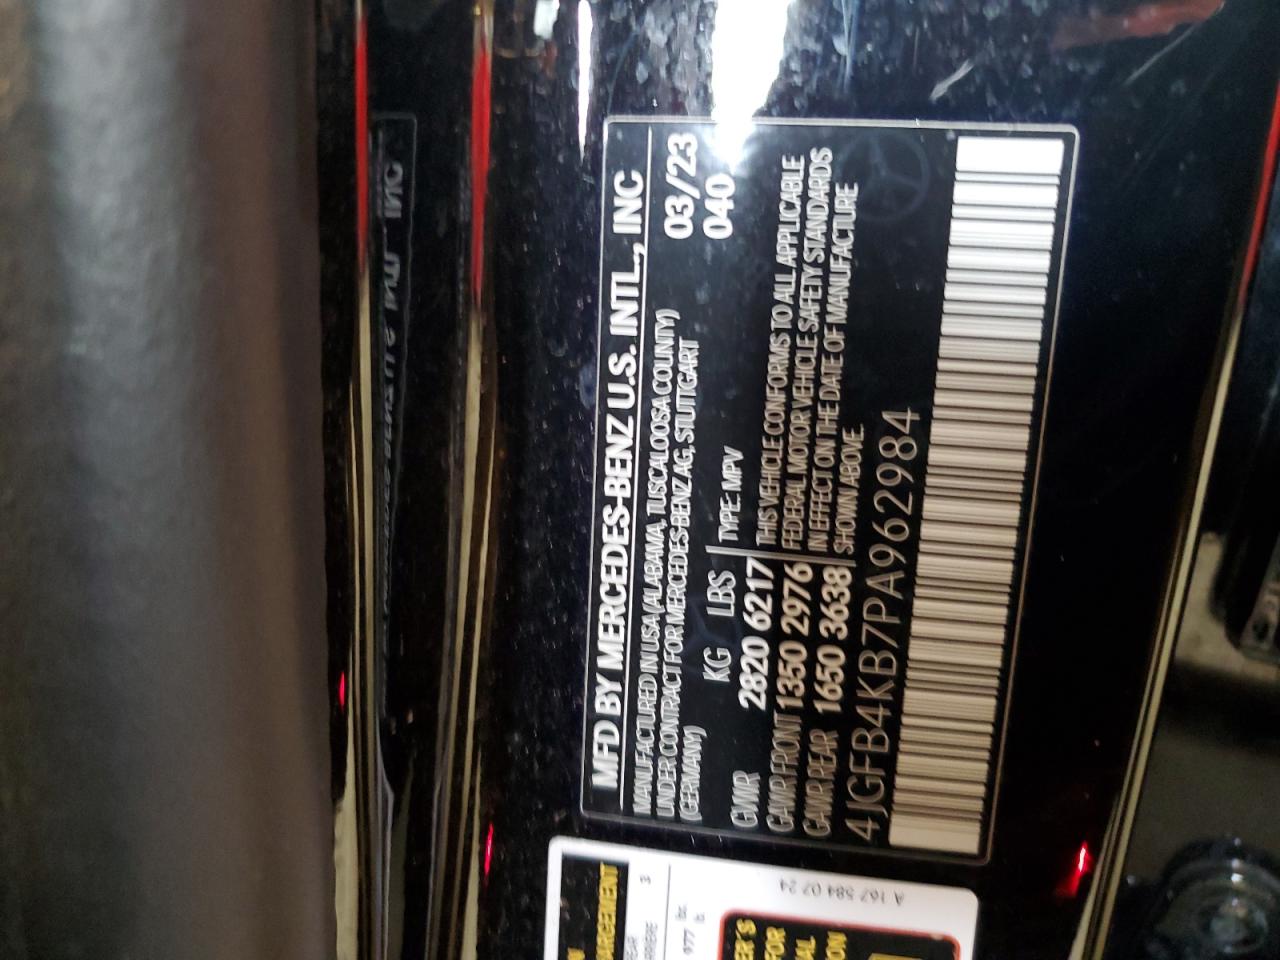 MFD BY MERCEDES-BENZ U.S. INTL., INC
MANUFACTURED IN USA (ALABAMA, TUSCALOOSA COUNTY)
UNDER CONTRACT FOR MERCEDES-BENZ AG, STUTTGART
(GERMANY)
03/23
040
KG LBS
GVWR 2820 6217
GAWR FRONT 1350 2976
GAWR REAR 1650 3638
TYPE: MPV
THIS VEHICLE CONFORMS TO ALL APPLICABLE
FEDERAL MOTOR VEHICLE SAFETY STANDARDS
IN EFFECT ON THE DATE OF MANUFACTURE
SHOWN ABOVE.
4JGFB4KB7PA962984
A 167 584 07 24
3